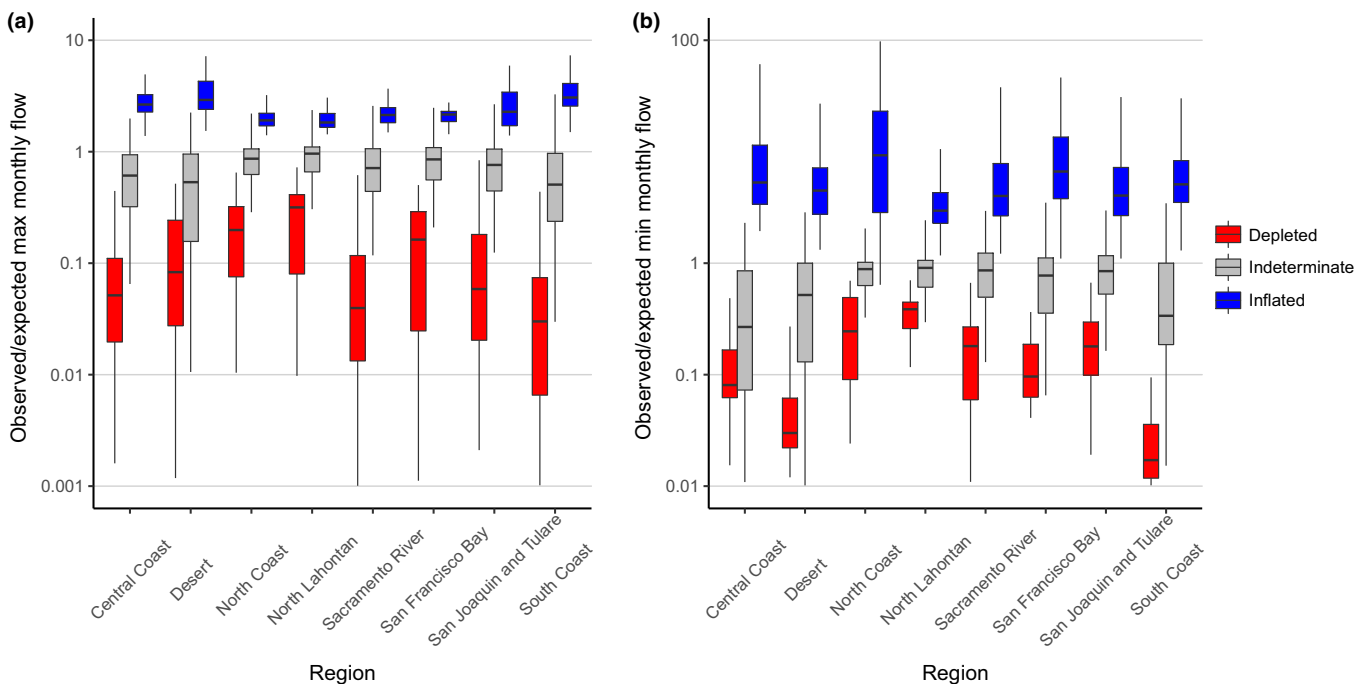 (a)
Observed/expected max monthly flow
10
1
0.1
0.01
0.001
Central Coast
Desert
North Coast
North Lahontan
Sacramento River
San Francisco Bay
San Joaquin and Tulare
South Coast
Region
(b)
Observed/expected min monthly flow
100
1
0.1
0.01
Central Coast
Desert
North Coast
North Lahontan
Sacramento River
San Francisco Bay
San Joaquin and Tulare
South Coast
Region
Depleted
Indeterminate
Inflated